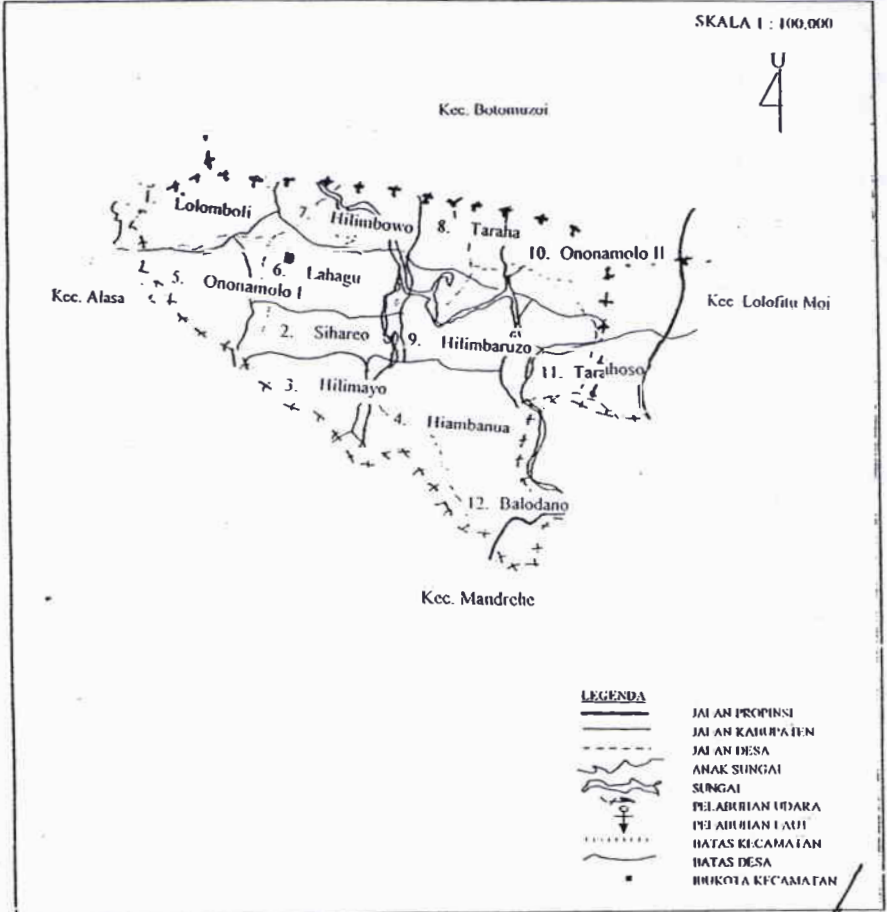 SKALA 1 : 100,000
U
Kec. Botomuzoi
1. Lolomboli
7. Hilimbowo
8. Taraha
10. Ononamolo II
5. Ononamolo I
6. Lahagu
Kec. Alasa
Kec Lolofitu Moi
2. Sihareo
9. Hilimbaruzo
3. Hilimayo
11. Tarahoso
4. Hiambanua
12. Balodano
Kec. Mandrehe
LEGENDA
JALAN PROPINSI
JALAN KABUPATEN
JALAN DESA
ANAK SUNGAI
SUNGAI
PELABUHAN UDARA
PELABUHAN LAUT
BATAS KECAMATAN
BATAS DESA
IBUKOTA KECAMATAN